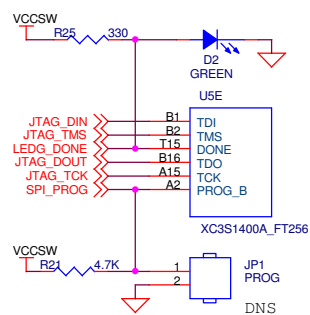 VCCSW
R25 330
D2
GREEN
U5E
JTAG_DIN B1 TDI
JTAG_TMS B2 TMS
LEDG_DONE T15 DONE
JTAG_DOUT B16 TDO
JTAG_TCK A15 TCK
SPI_PROG A2 PROG_B
XC3S1400A_FT256
VCCSW
R21 4.7K
1 JP1
2 PROG
DNS